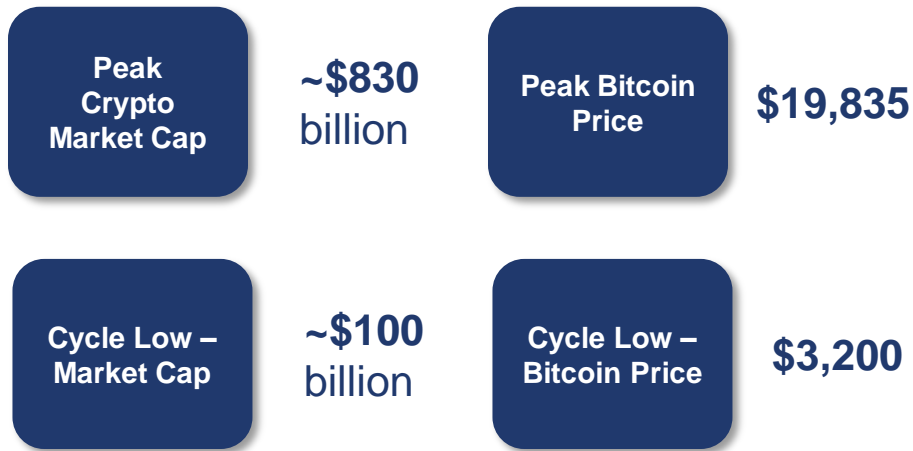 Peak
Crypto
Market Cap
~$830
billion
Peak Bitcoin
Price
$19,835
Cycle Low –
Market Cap
~$100
billion
Cycle Low –
Bitcoin Price
$3,200